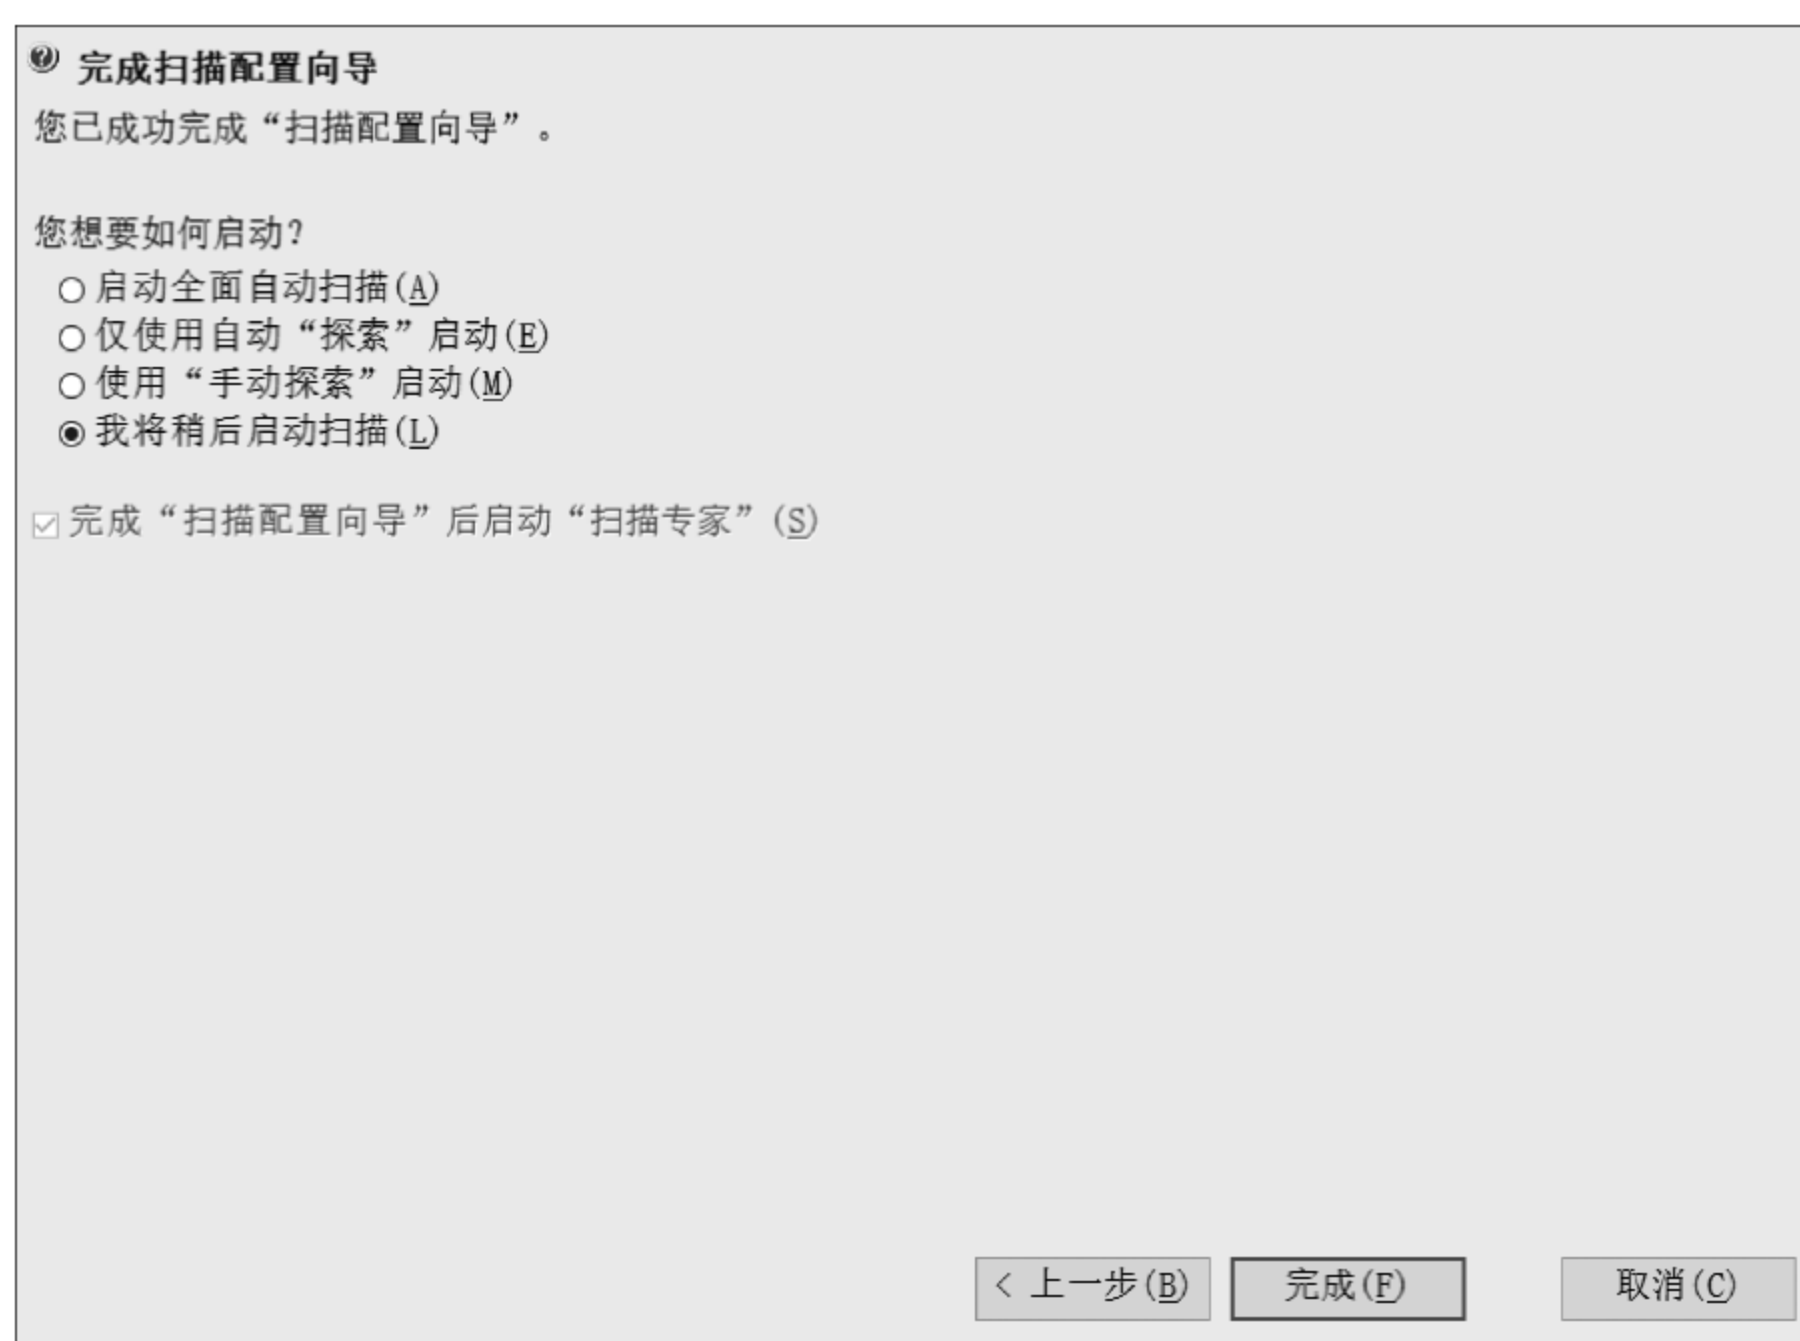 完成扫描配置向导
您已成功完成“扫描配置向导”。
您想要如何启动?
启动全面自动扫描(A)
仅使用自动“探索”启动(E)
使用“手动探索”启动(M)
我将稍后启动扫描(L)
完成“扫描配置向导”后启动“扫描专家”(S)
< 上一步(B) 完成(F) 取消(C)